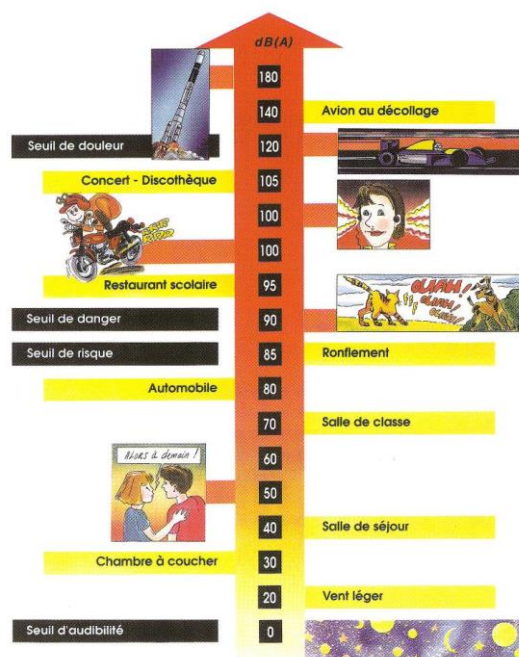 dB(A)
180
140 Avion au décollage
Seuil de douleur 120
Concert - Discothèque 105
100
100
Restaurant scolaire 95
OUAH!
Seuil de danger 90
Seuil de risque 85 Ronflement
Automobile 80
70 Salle de classe
60
Alors à demain !
50
40 Salle de séjour
Chambre à coucher 30
20 Vent léger
Seuil d'audibilité 0